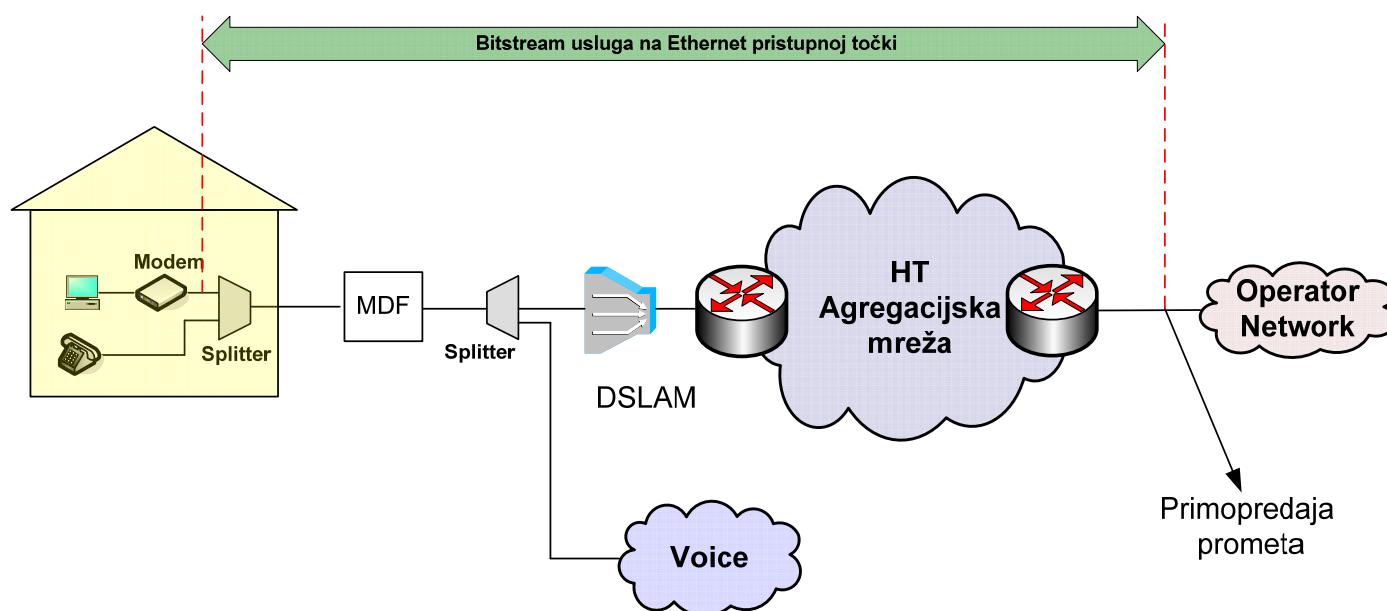 Bitstream usluga na Ethernet pristupnoj točki
Modem
Splitter
MDF
Splitter
DSLAM
HT
Agregacijska
mreža
Operator
Network
Voice
Primopredaja
prometa